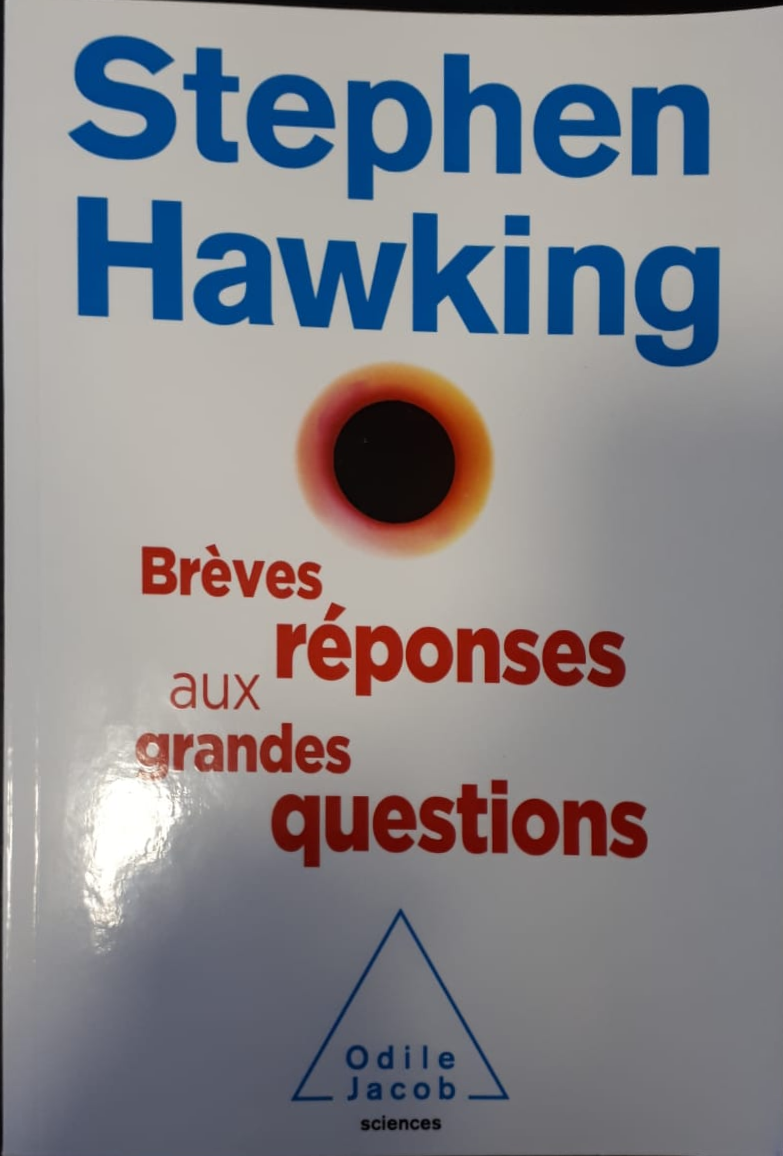 Stephen
Hawking
Brèves
réponses
aux
grandes
questions
Odile
Jacob
sciences